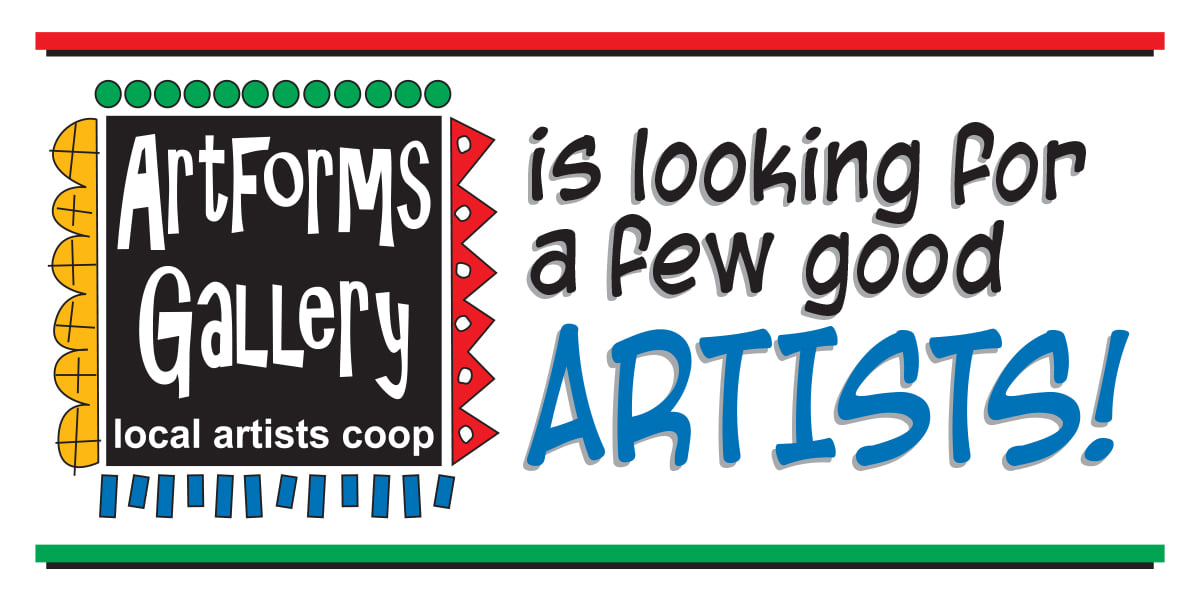 ArtForms
Gallery
local artists coop
is looking for
a few good
ARTISTS!